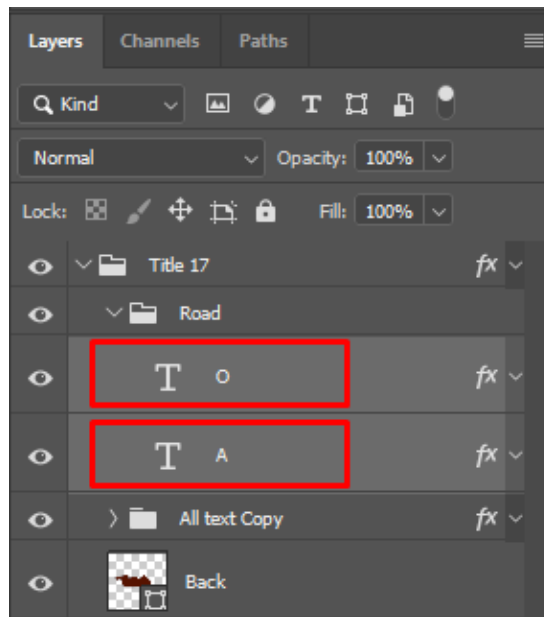 Layers Channels Paths
Kind T
Normal Opacity: 100%
Lock: Fill: 100%
Title 17 fx
Road
T O fx
T A fx
All text Copy fx
Back